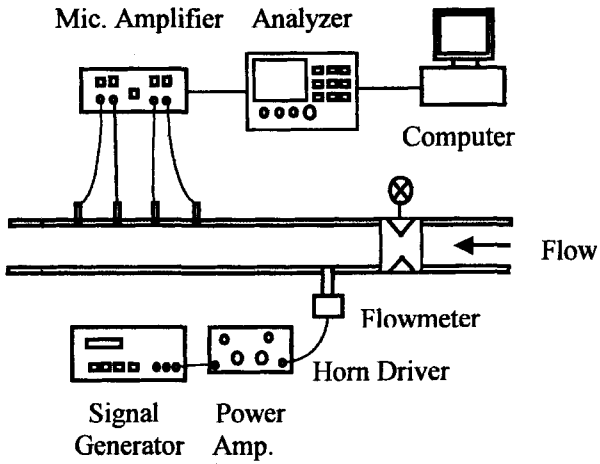 Mic. Amplifier
Analyzer
Computer
Flow
Flowmeter
Horn Driver
Signal
Generator
Power
Amp.